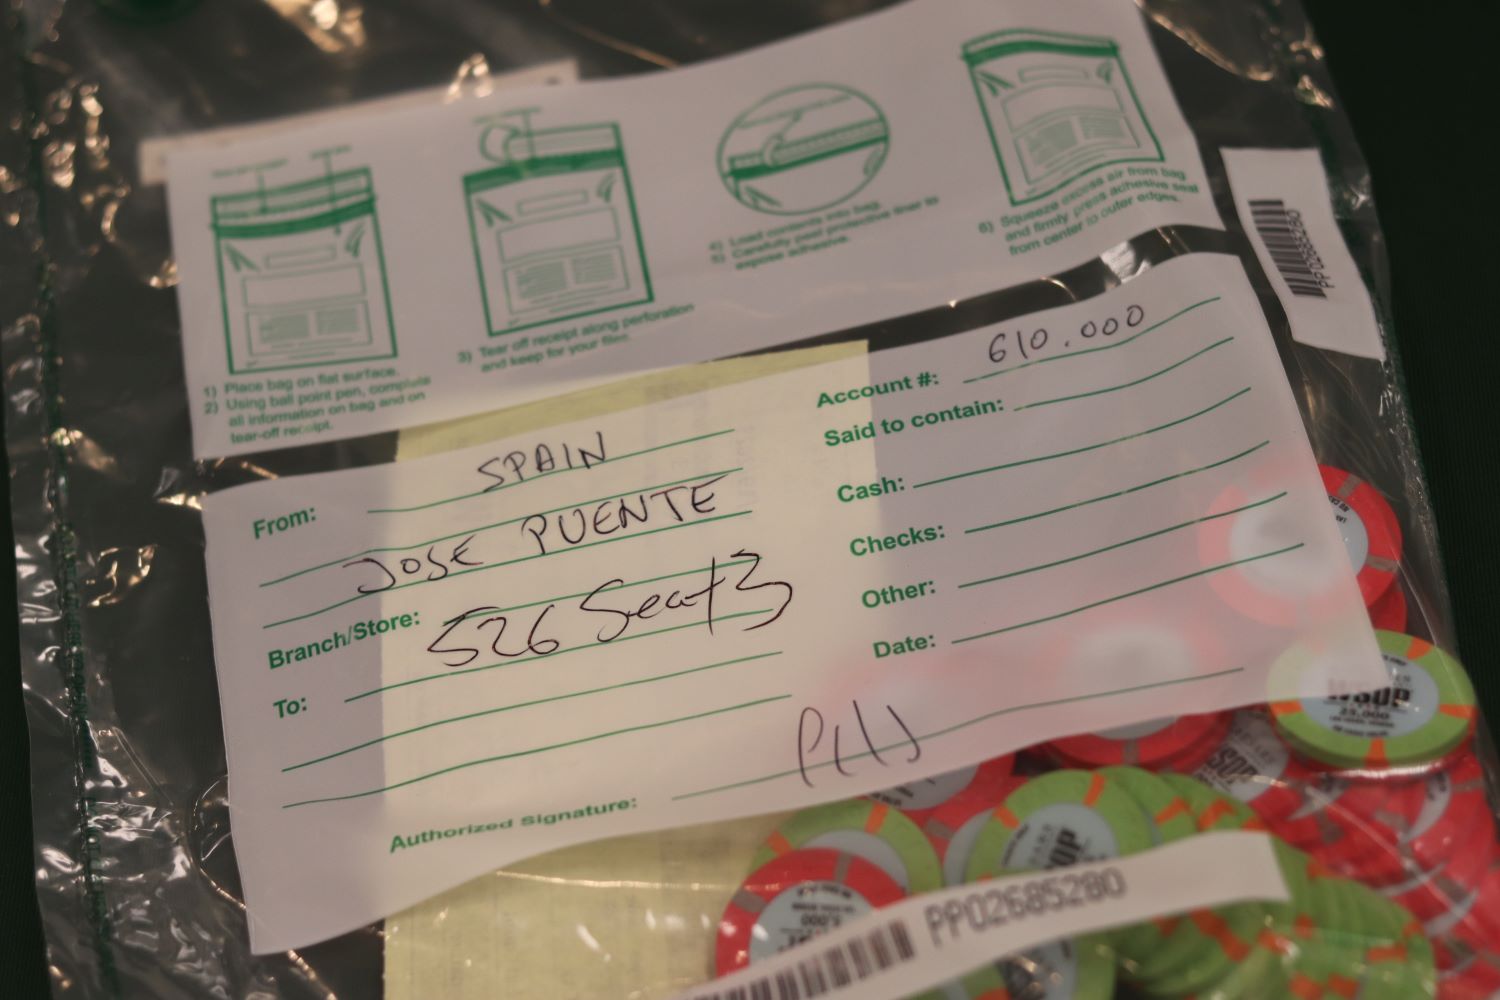 1) Place bag on flat surface.
2) Using ball point pen, complete
all information on bag and on
tear-off receipt.
3) Tear off receipt along perforation
and keep for your files.
4) Load contents into bag.
5) Carefully peel protective liner to
expose adhesive.
6) Squeeze excess air from bag
and firmly press adhesive seal
from center to outer edges.
PP02685280
From: SPAIN
JOSE PUENTE
Branch/Store: 526 Seat 3
To:
Account #: 610.000
Said to contain:
Cash:
Checks:
Other:
Date:
Authorized Signature:
WSOP
25,000
PP02685280